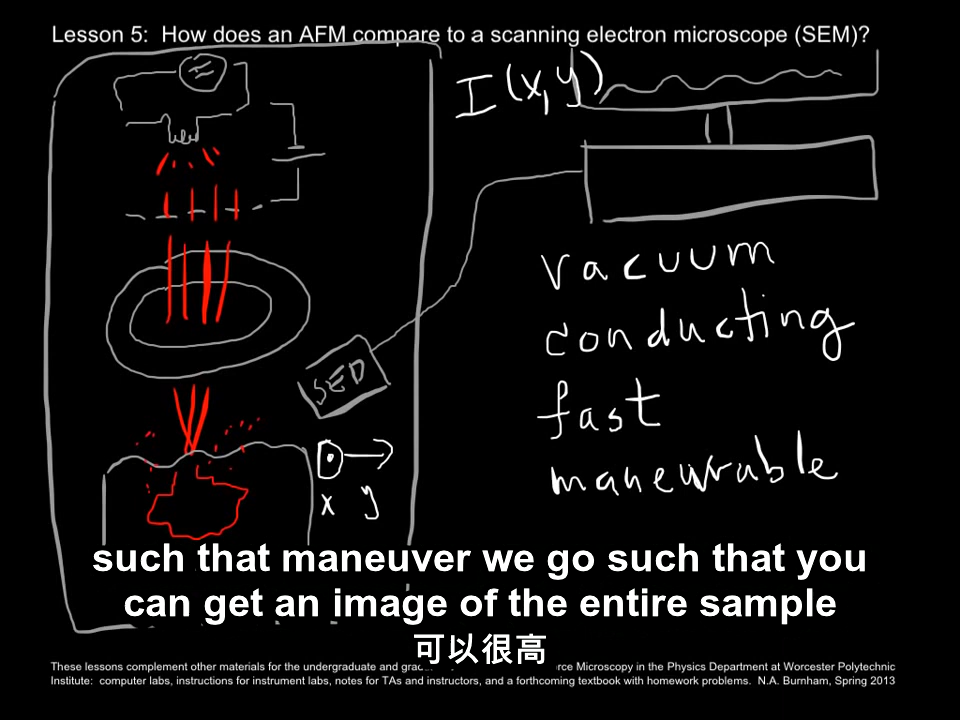 Lesson 5:  How does an AFM compare to a scanning electron microscope (SEM)?
I(x,y)
vacuum
conducting
SED
fast
maneurable
x y
such that maneuver we go such that you
can get an image of the entire sample
可以很高
These lessons complement other materials for the undergraduate and orce Microscopy in the Physics Department at Worcester Polytechnic
Institute:  computer labs, instructions for instrument labs, notes for TAs and instructors, and a forthcoming textbook with homework problems.  N.A. Burnham, Spring 2013